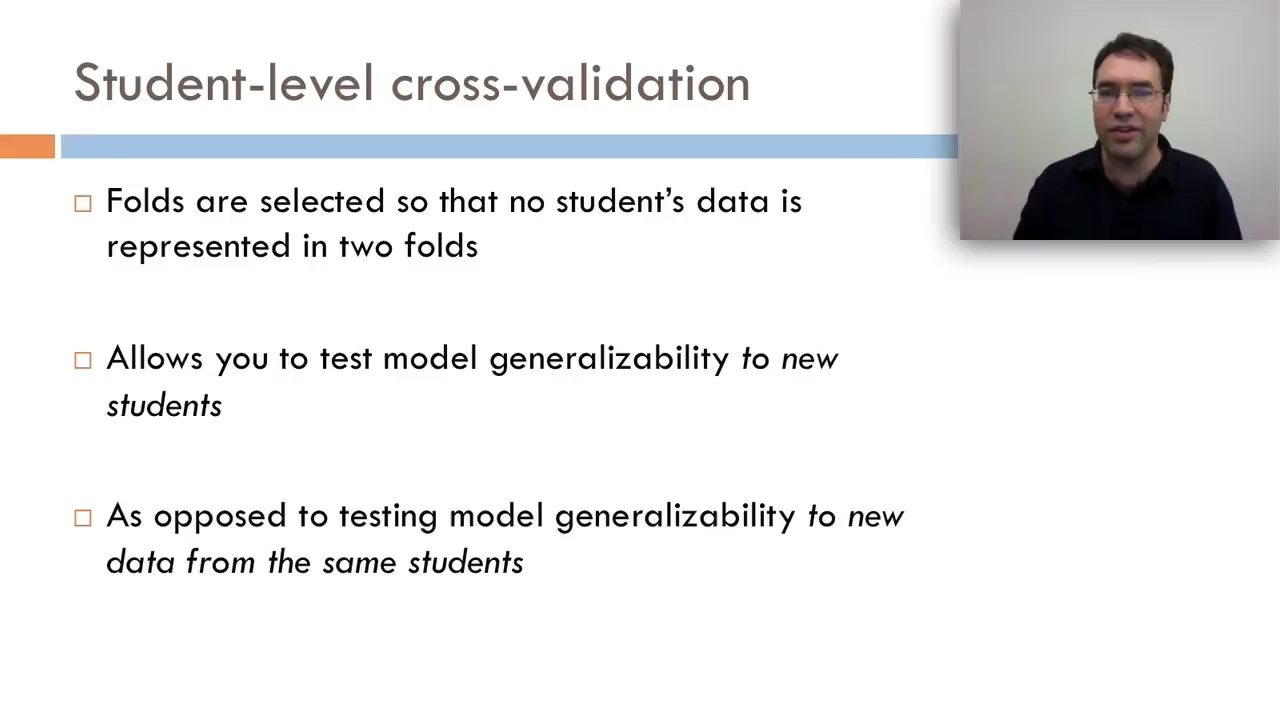 Student-level cross-validation
Folds are selected so that no student’s data is
represented in two folds
Allows you to test model generalizability to new
students
As opposed to testing model generalizability to new
data from the same students